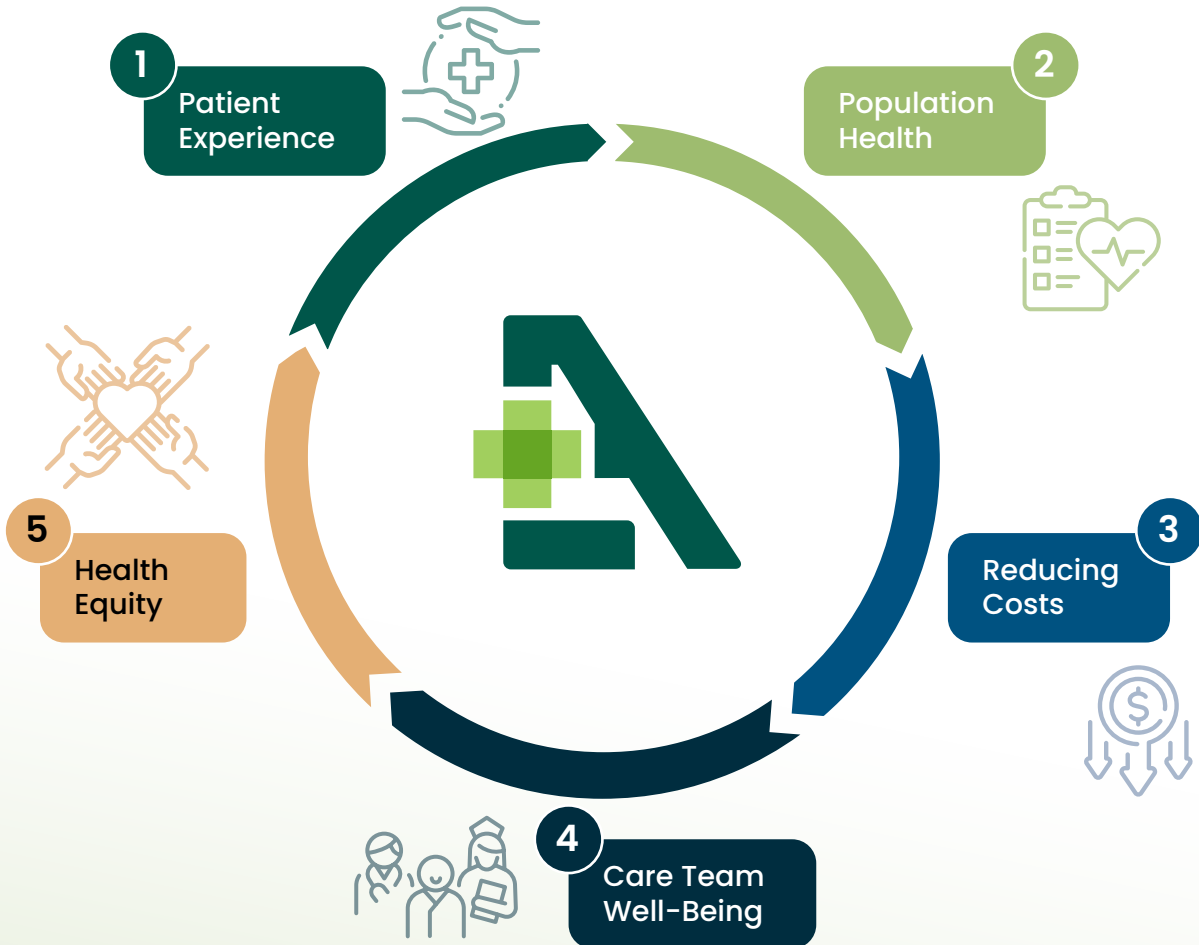 1
Patient
Experience
2
Population
Health
3
Reducing
Costs
$
4
Care Team
Well-Being
5
Health
Equity